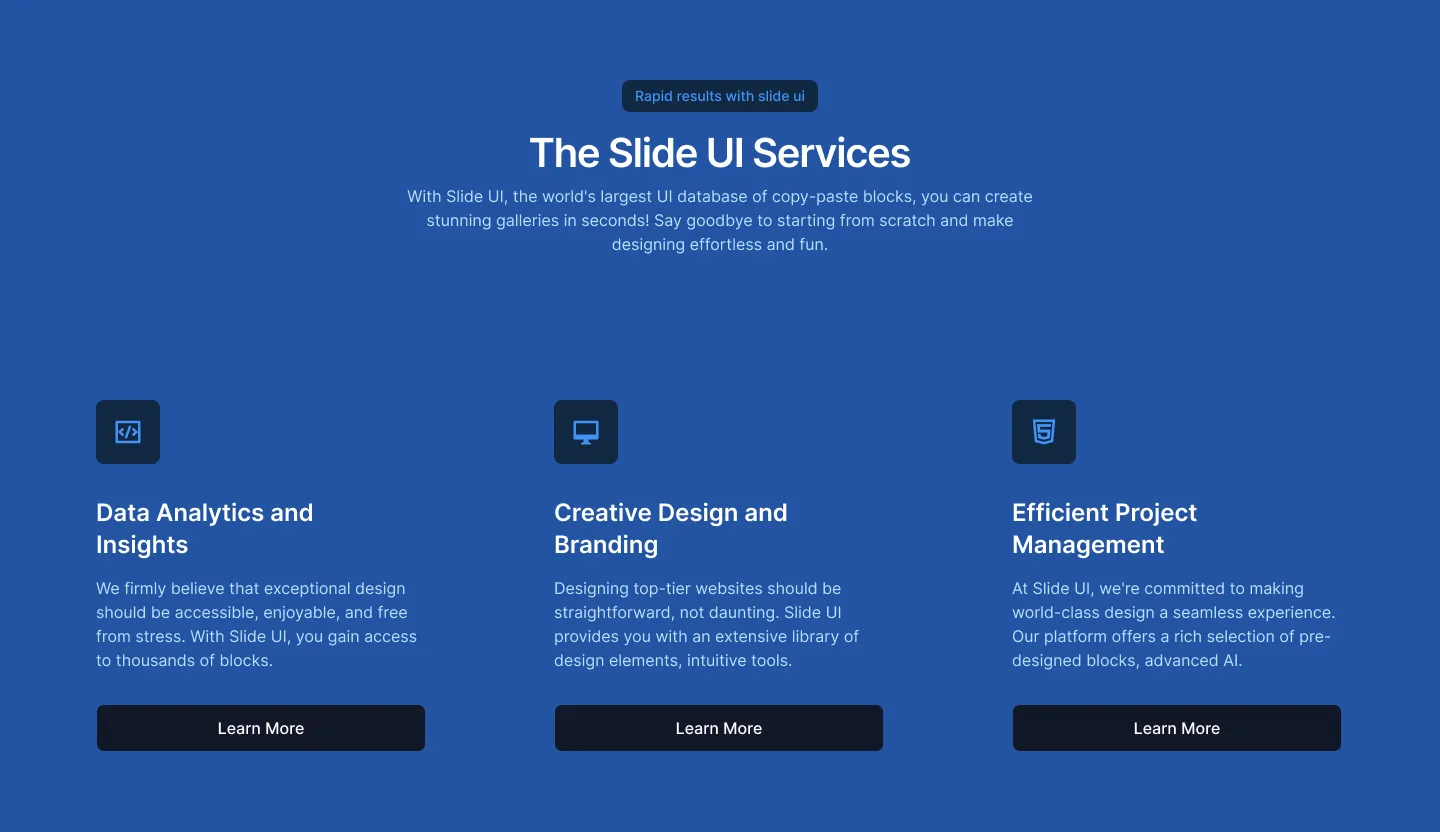 Rapid results with slide ui
The Slide UI Services
With Slide UI, the world's largest UI database of copy-paste blocks, you can create
stunning galleries in seconds! Say goodbye to starting from scratch and make
designing effortless and fun.
Data Analytics and
Insights
We firmly believe that exceptional design
should be accessible, enjoyable, and free
from stress. With Slide UI, you gain access
to thousands of blocks.
Learn More
Creative Design and
Branding
Designing top-tier websites should be
straightforward, not daunting. Slide UI
provides you with an extensive library of
design elements, intuitive tools.
Learn More
Efficient Project
Management
At Slide UI, we're committed to making
world-class design a seamless experience.
Our platform offers a rich selection of pre-
designed blocks, advanced AI.
Learn More